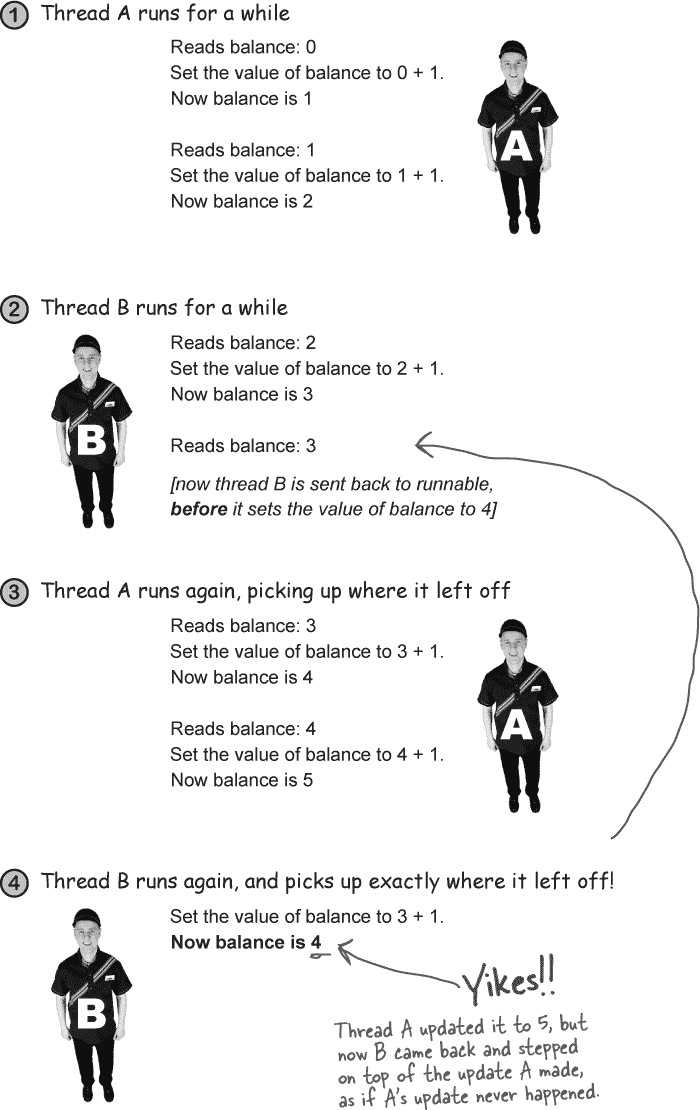 1 Thread A runs for a while
Reads balance: 0
Set the value of balance to 0 + 1.
Now balance is 1
Reads balance: 1
Set the value of balance to 1 + 1.
Now balance is 2
A
2 Thread B runs for a while
Reads balance: 2
Set the value of balance to 2 + 1.
Now balance is 3
B
Reads balance: 3
[now thread B is sent back to runnable,
before it sets the value of balance to 4]
3 Thread A runs again, picking up where it left off
Reads balance: 3
Set the value of balance to 3 + 1.
Now balance is 4
A
Reads balance: 4
Set the value of balance to 4 + 1.
Now balance is 5
4 Thread B runs again, and picks up exactly where it left off!
Set the value of balance to 3 + 1.
Now balance is 4
B
Yikes!!
Thread A updated it to 5, but
now B came back and stepped
on top of the update A made,
as if A's update never happened.